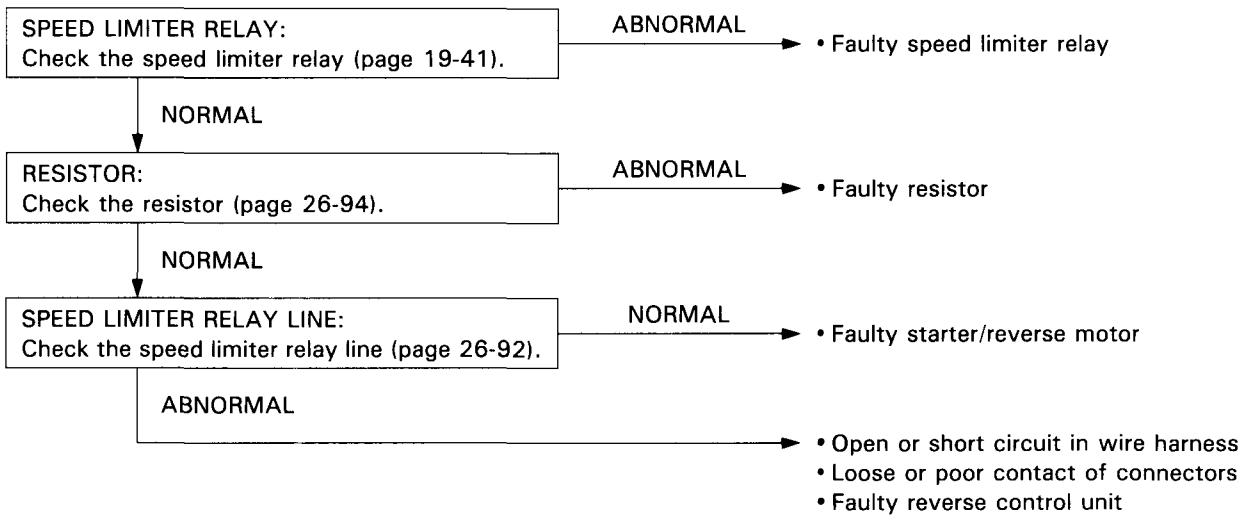 SPEED LIMITER RELAY:
Check the speed limiter relay (page 19-41).
ABNORMAL
• Faulty speed limiter relay
NORMAL
RESISTOR:
Check the resistor (page 26-94).
ABNORMAL
• Faulty resistor
NORMAL
SPEED LIMITER RELAY LINE:
Check the speed limiter relay line (page 26-92).
NORMAL
• Faulty starter/reverse motor
ABNORMAL
• Open or short circuit in wire harness
• Loose or poor contact of connectors
• Faulty reverse control unit